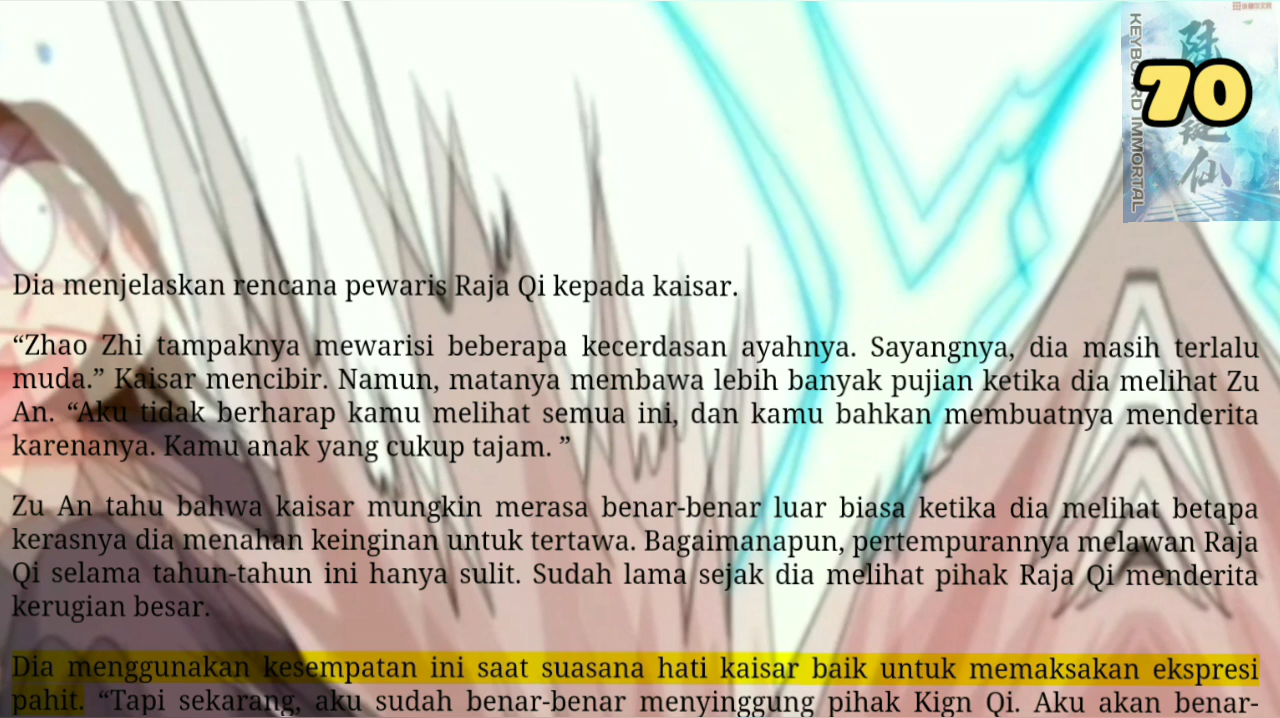 KEYBOARD IMMORTAL
70
Dia menjelaskan rencana pewaris Raja Qi kepada kaisar.
“Zhao Zhi tampaknya mewarisi beberapa kecerdasan ayahnya. Sayangnya, dia masih terlalu
muda.” Kaisar mencibir. Namun, matanya membawa lebih banyak pujian ketika dia melihat Zu
An. “Aku tidak berharap kamu melihat semua ini, dan kamu bahkan membuatnya menderita
karenanya. Kamu anak yang cukup tajam. ”
Zu An tahu bahwa kaisar mungkin merasa benar-benar luar biasa ketika dia melihat betapa
kerasnya dia menahan keinginan untuk tertawa. Bagaimanapun, pertempurannya melawan Raja
Qi selama tahun-tahun ini hanya sulit. Sudah lama sejak dia melihat pihak Raja Qi menderita
kerugian besar.
Dia menggunakan kesempatan ini saat suasana hati kaisar baik untuk memaksakan ekspresi
pahit. “Tapi sekarang, aku sudah benar-benar menyinggung pihak Kign Qi. Aku akan benar-